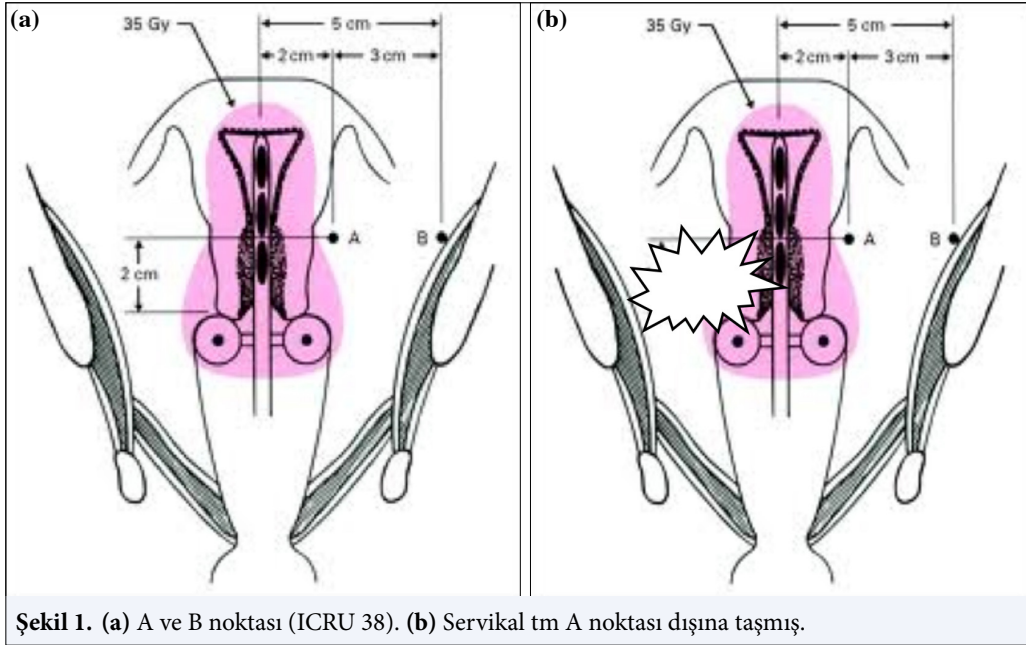 (a)
35 Gy
5 cm
2 cm
3 cm
A
B
2 cm
(b)
35 Gy
5 cm
2 cm
3 cm
A
B
Şekil 1. (a) A ve B noktası (ICRU 38). (b) Servikal tm A noktası dışına taşmış.